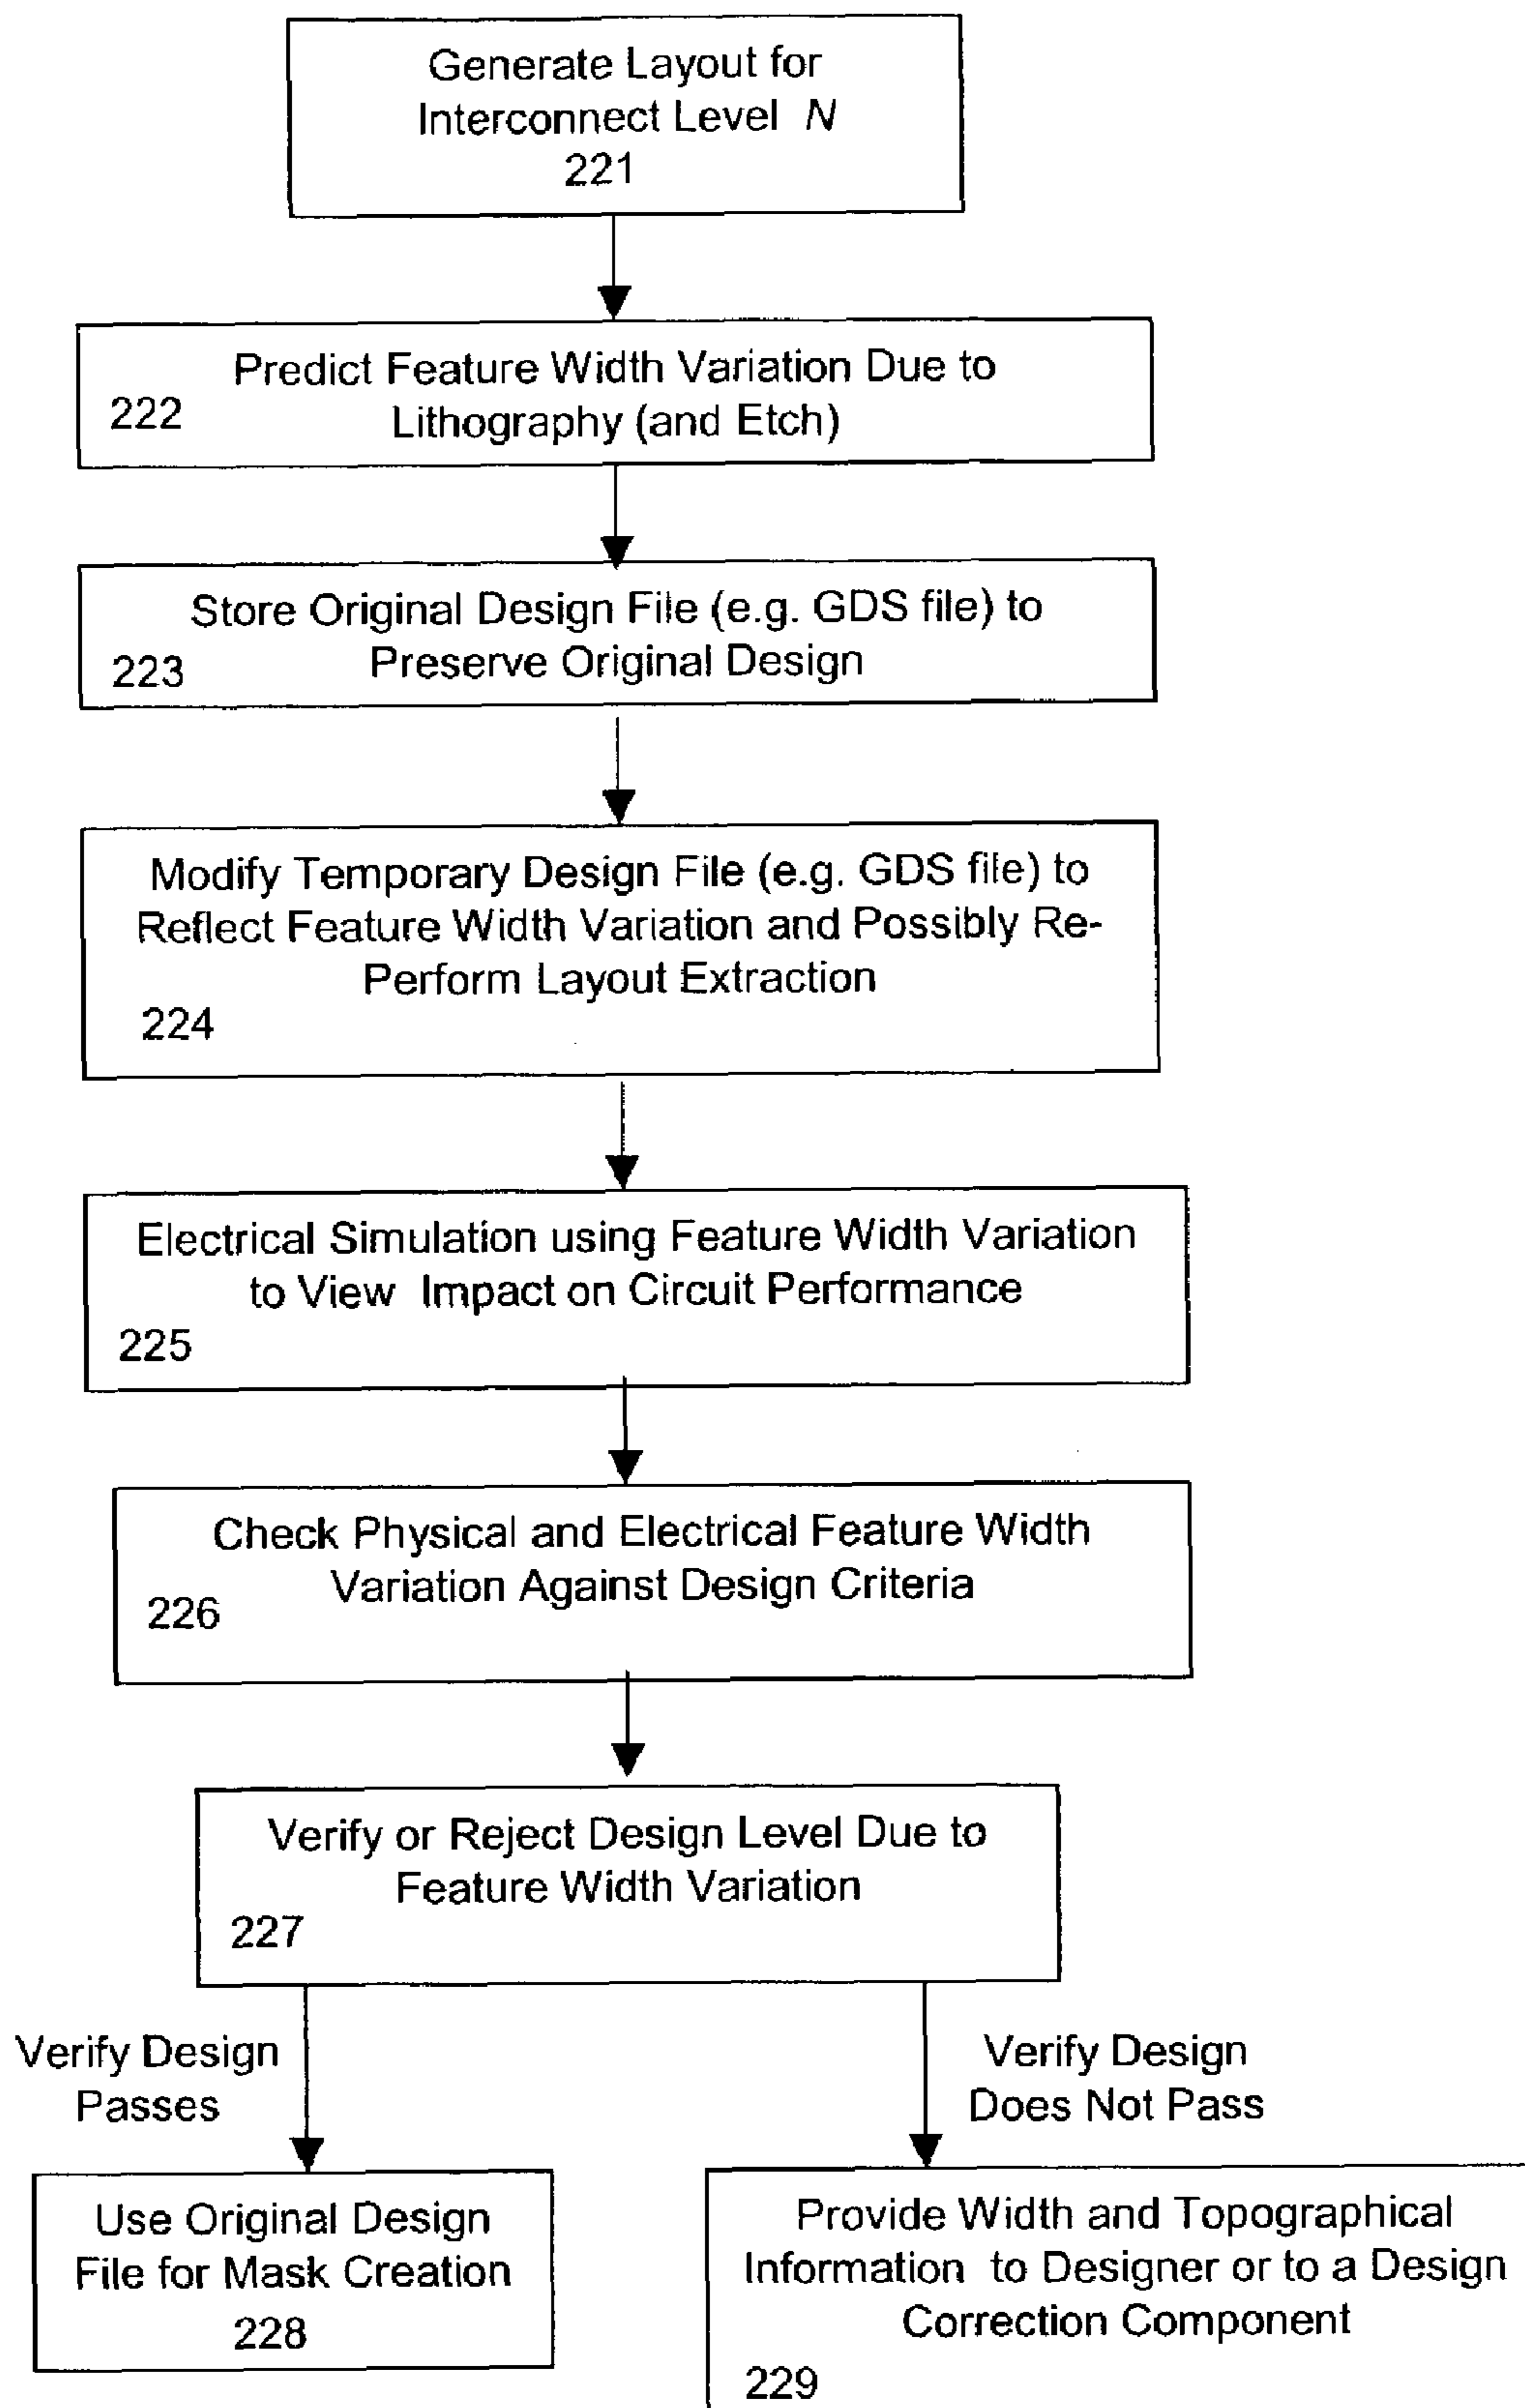 Generate Layout for
Interconnect Level N
221
Predict Feature Width Variation Due to
222
Lithography (and Etch)
Store Original Design File (e.g. GDS file) to
223
Preserve Original Design
Modify Temporary Design File (e.g. GDS file) to
Reflect Feature Width Variation and Possibly Re-
Perform Layout Extraction
224
Electrical Simulation using Feature Width Variation
to View Impact on Circuit Performance
225
Check Physical and Electrical Feature Width
Variation Against Design Criteria
226
Verify or Reject Design Level Due to
Feature Width Variation
227
Verify Design
Passes
Verify Design
Does Not Pass
Use Original Design
File for Mask Creation
228
Provide Width and Topographical
Information to Designer or to a Design
Correction Component
229